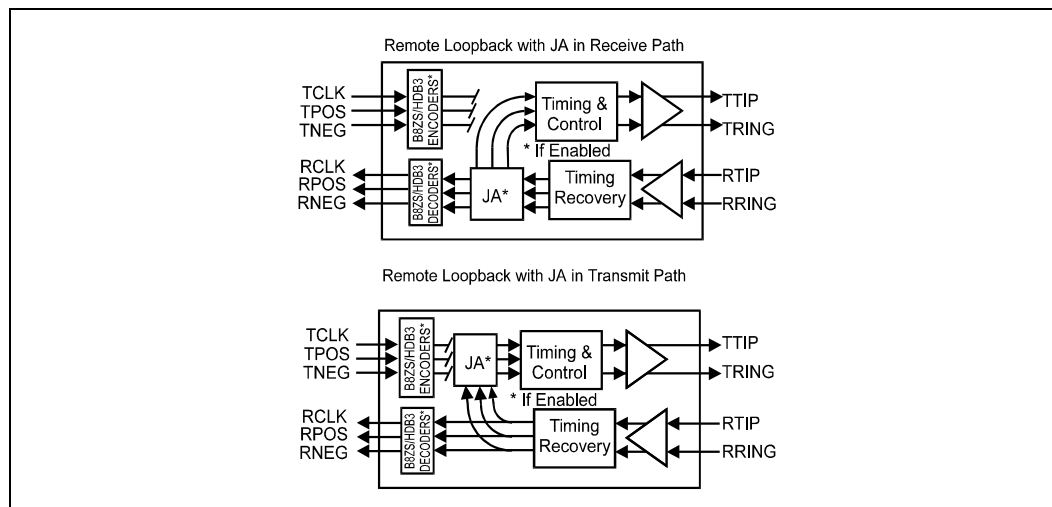 Remote Loopback with JA in Receive Path
TCLK
TPOS
TNEG
B8ZS/HDB3
ENCODERS*
Timing &
Control
TTIP
TRING
* If Enabled
RCLK
RPOS
RNEG
B8ZS/HDB3
DECODERS*
JA*
Timing
Recovery
RTIP
RRING
Remote Loopback with JA in Transmit Path
TCLK
TPOS
TNEG
B8ZS/HDB3
ENCODERS*
JA*
Timing &
Control
TTIP
TRING
* If Enabled
RCLK
RPOS
RNEG
B8ZS/HDB3
DECODERS*
Timing
Recovery
RTIP
RRING